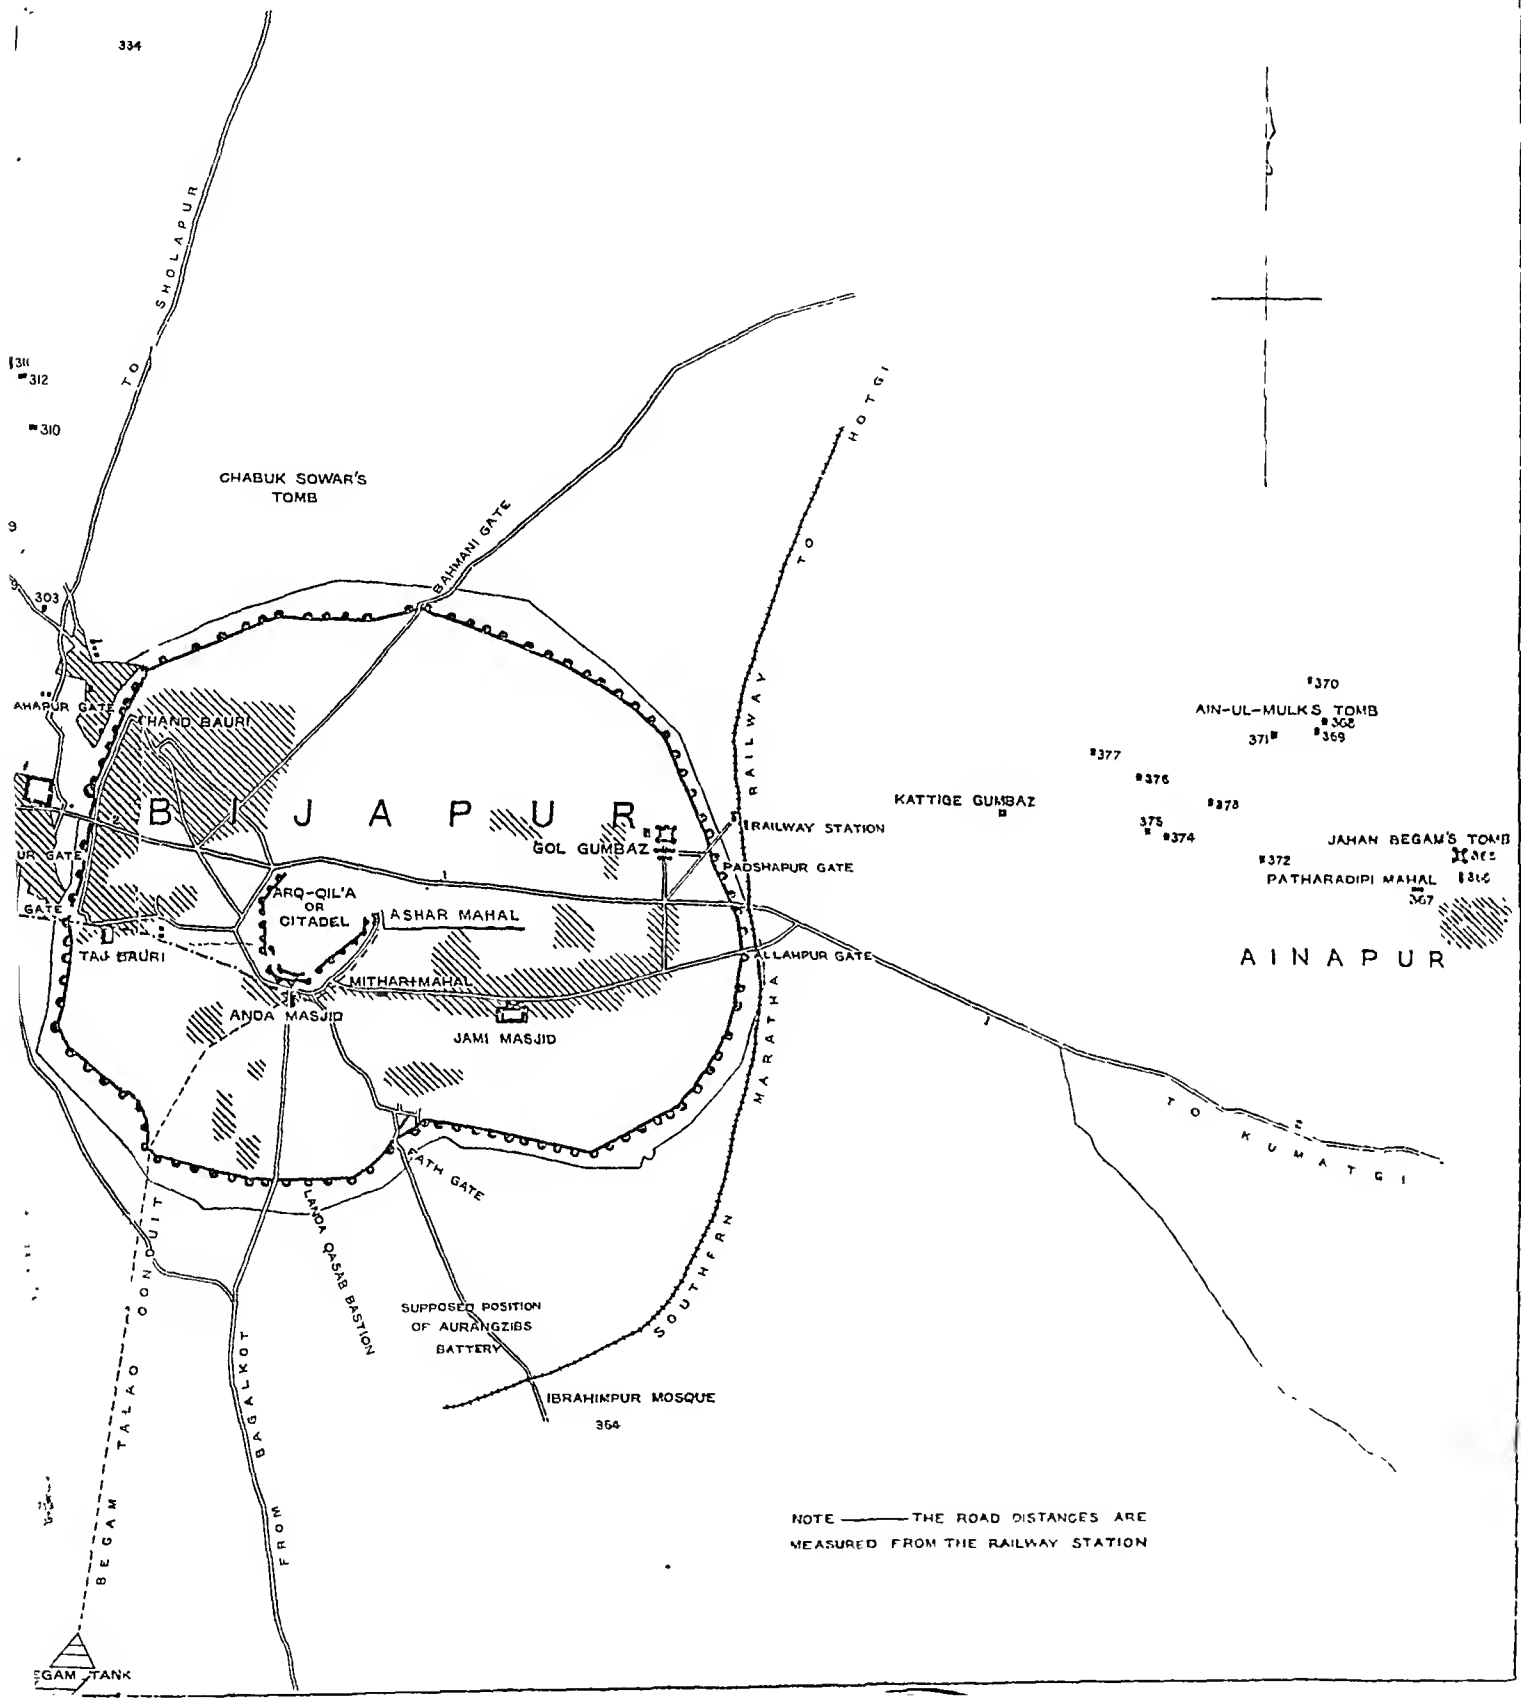 334
TO SHOLAPUR
311
312
310
TO HOTGI
CHABUK SOWAR'S
TOMB
9
BAHMANI GATE
9
303
370
AIN-UL-MULKS TOMB
368
369
371
AHAPUR GATE
CHAND BAURI
377
376
RAILWAY
KATTIGE GUMBAZ
373
2
BIJAPUR
375
374
RAILWAY STATION
GOL GUMBAZ
JAHAN BEGAM'S TOMB
UR GATE
PADSHAPUR GATE
372
1
PATHARADIPI MAHAL
367
ARQ-QIL'A
OR
CITADEL
ASHAR MAHAL
GATE
TAJ BAURI
ALLAHPUR GATE
AINAPUR
MITHARI MAHAL
ANDA MASJID
JAMI MASJID
1
SOUTHERN MARATHA
TO KUMATGI
2
FATH GATE
LANDA QASAB BASTION
SUPPOSED POSITION
OF AURANGZIBS
BATTERY
IBRAHIMPUR MOSQUE
364
BEGAM TALAO CONDUIT
FROM BAGALKOT
NOTE ——— THE ROAD DISTANCES ARE
MEASURED FROM THE RAILWAY STATION
EGAM TANK